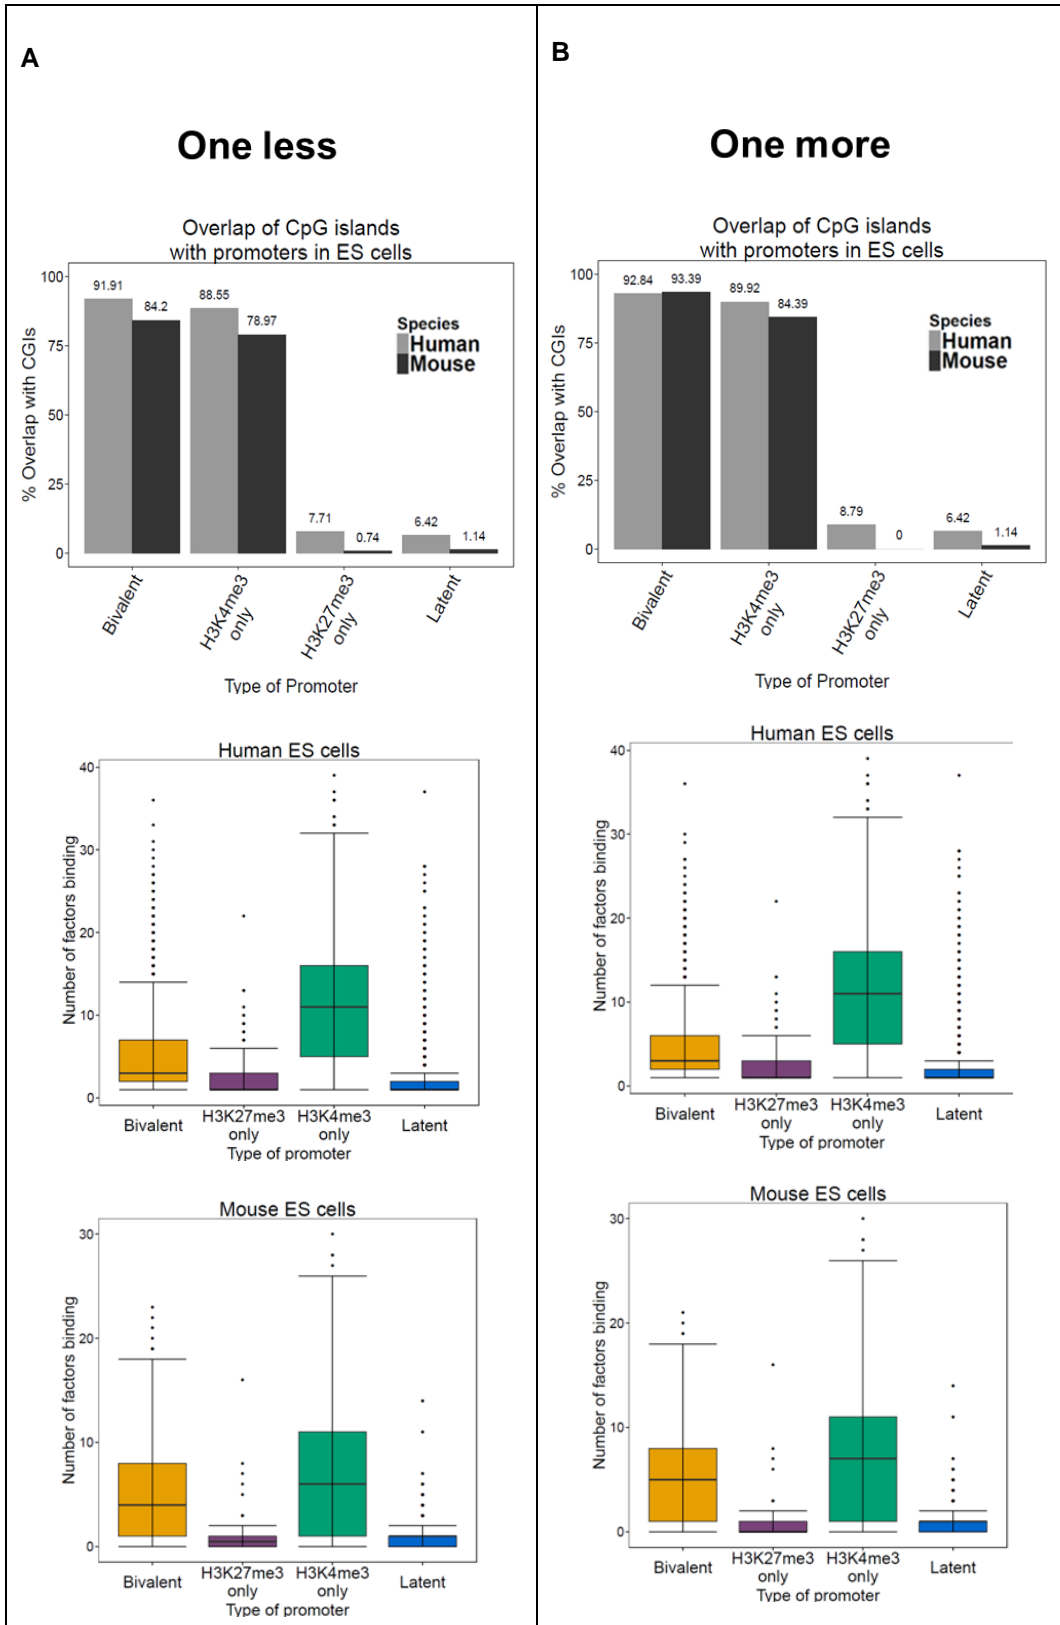 A
One less
Overlap of CpG islands
with promoters in ES cells
% Overlap with CGIs
100
75
50
25
0
91.91
84.2
88.55
78.97
7.71
0.74
6.42
1.14
Species
Human
Mouse
Bivalent
H3K4me3
only
H3K27me3
only
Latent
Type of Promoter
Human ES cells
Number of factors binding
40
30
20
10
0
Bivalent
H3K27me3
only
H3K4me3
only
Latent
Type of promoter
Mouse ES cells
Number of factors binding
30
20
10
0
Bivalent
H3K27me3
only
H3K4me3
only
Latent
Type of promoter
B
One more
Overlap of CpG islands
with promoters in ES cells
% Overlap with CGIs
100
75
50
25
0
92.84
93.39
89.92
84.39
8.79
0
6.42
1.14
Species
Human
Mouse
Bivalent
H3K4me3
only
H3K27me3
only
Latent
Type of Promoter
Human ES cells
Number of factors binding
40
30
20
10
0
Bivalent
H3K27me3
only
H3K4me3
only
Latent
Type of promoter
Mouse ES cells
Number of factors binding
30
20
10
0
Bivalent
H3K27me3
only
H3K4me3
only
Latent
Type of promoter